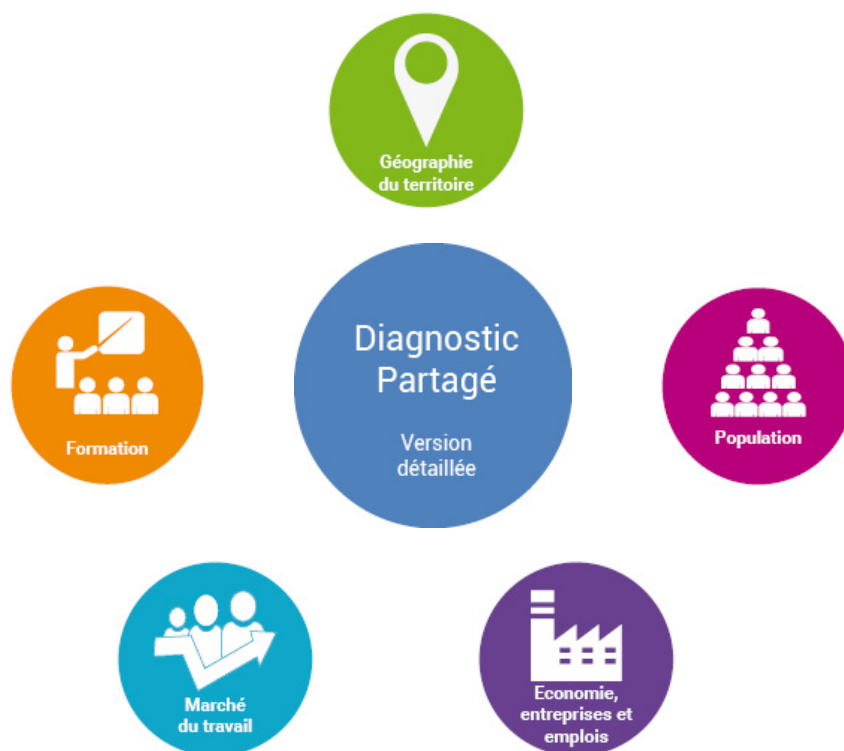 Géographie
du territoire
Diagnostic
Partagé
Version
détaillée
Formation
Population
Marché
du travail
Economie,
entreprises et
emplois